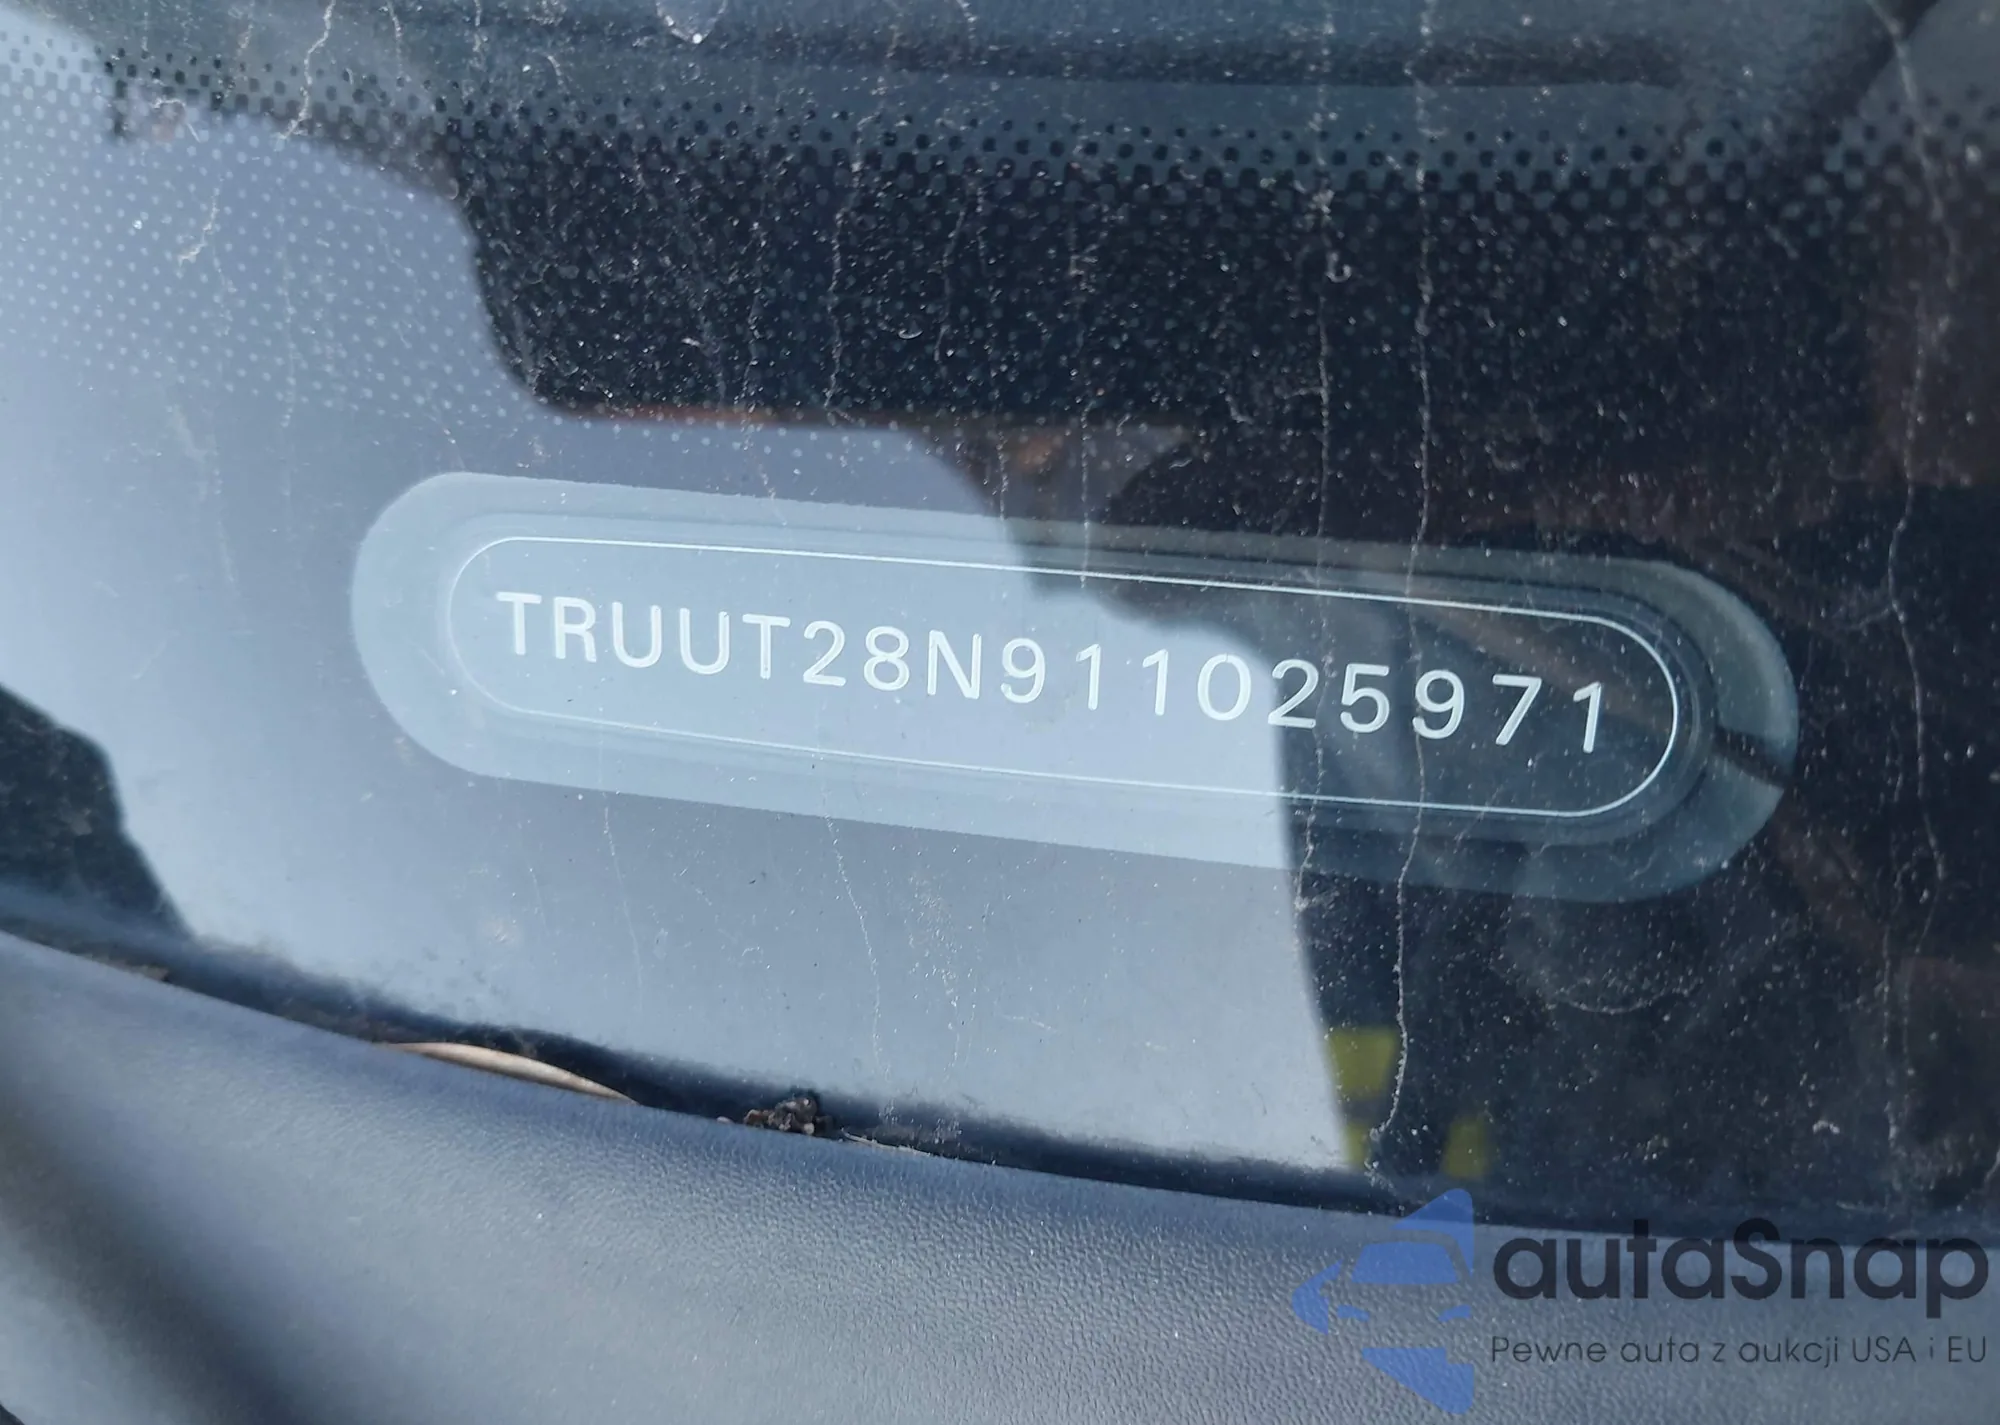 TRUUT28N911025971
autaSnap
Pewne auta z aukcji USA i EU